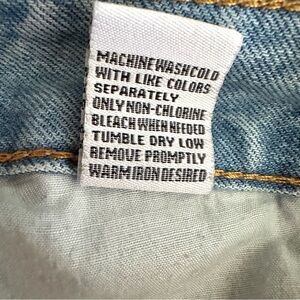 MACHINE WASH COLD
WITH LIKE COLORS
SEPARATELY
ONLY NON-CHLORINE
BLEACH WHEN NEEDED
TUMBLE DRY LOW
REMOVE PROMPTLY
WARM IRON DESIRED